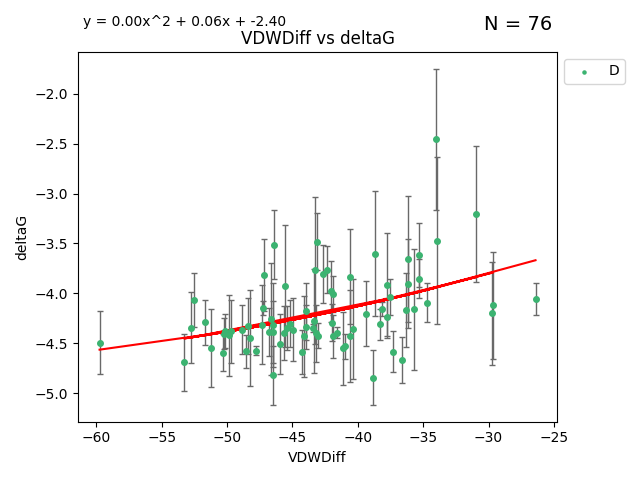 y = 0.00x^2 + 0.06x + -2.40
N = 76
VDWDiff vs deltaG
D
−2.0
−2.5
−3.0
−3.5
−4.0
−4.5
−5.0
deltaG
−60 −55 −50 −45 −40 −35 −30 −25
VDWDiff